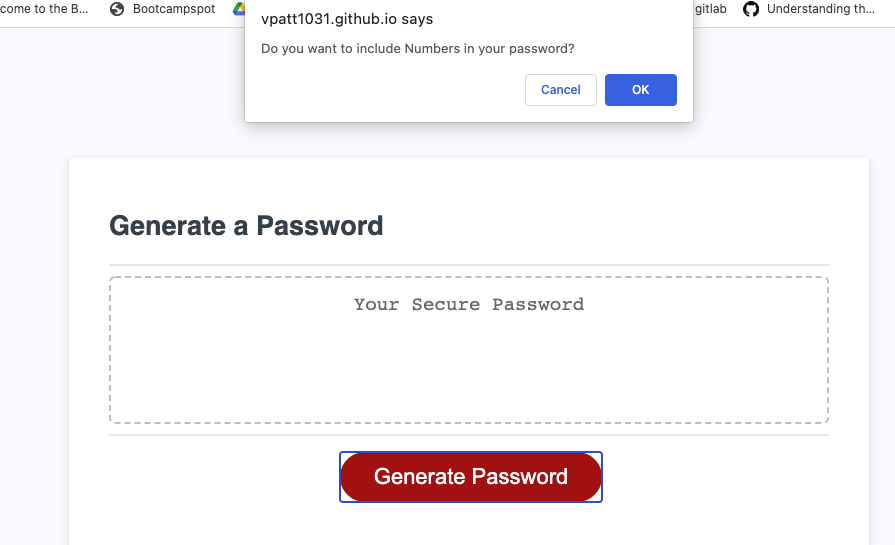 come to the B...
Bootcampspot
gitlab
Understanding th...
vpatt1031.github.io says
Do you want to include Numbers in your password?
Cancel
OK
Generate a Password
Your Secure Password
Generate Password